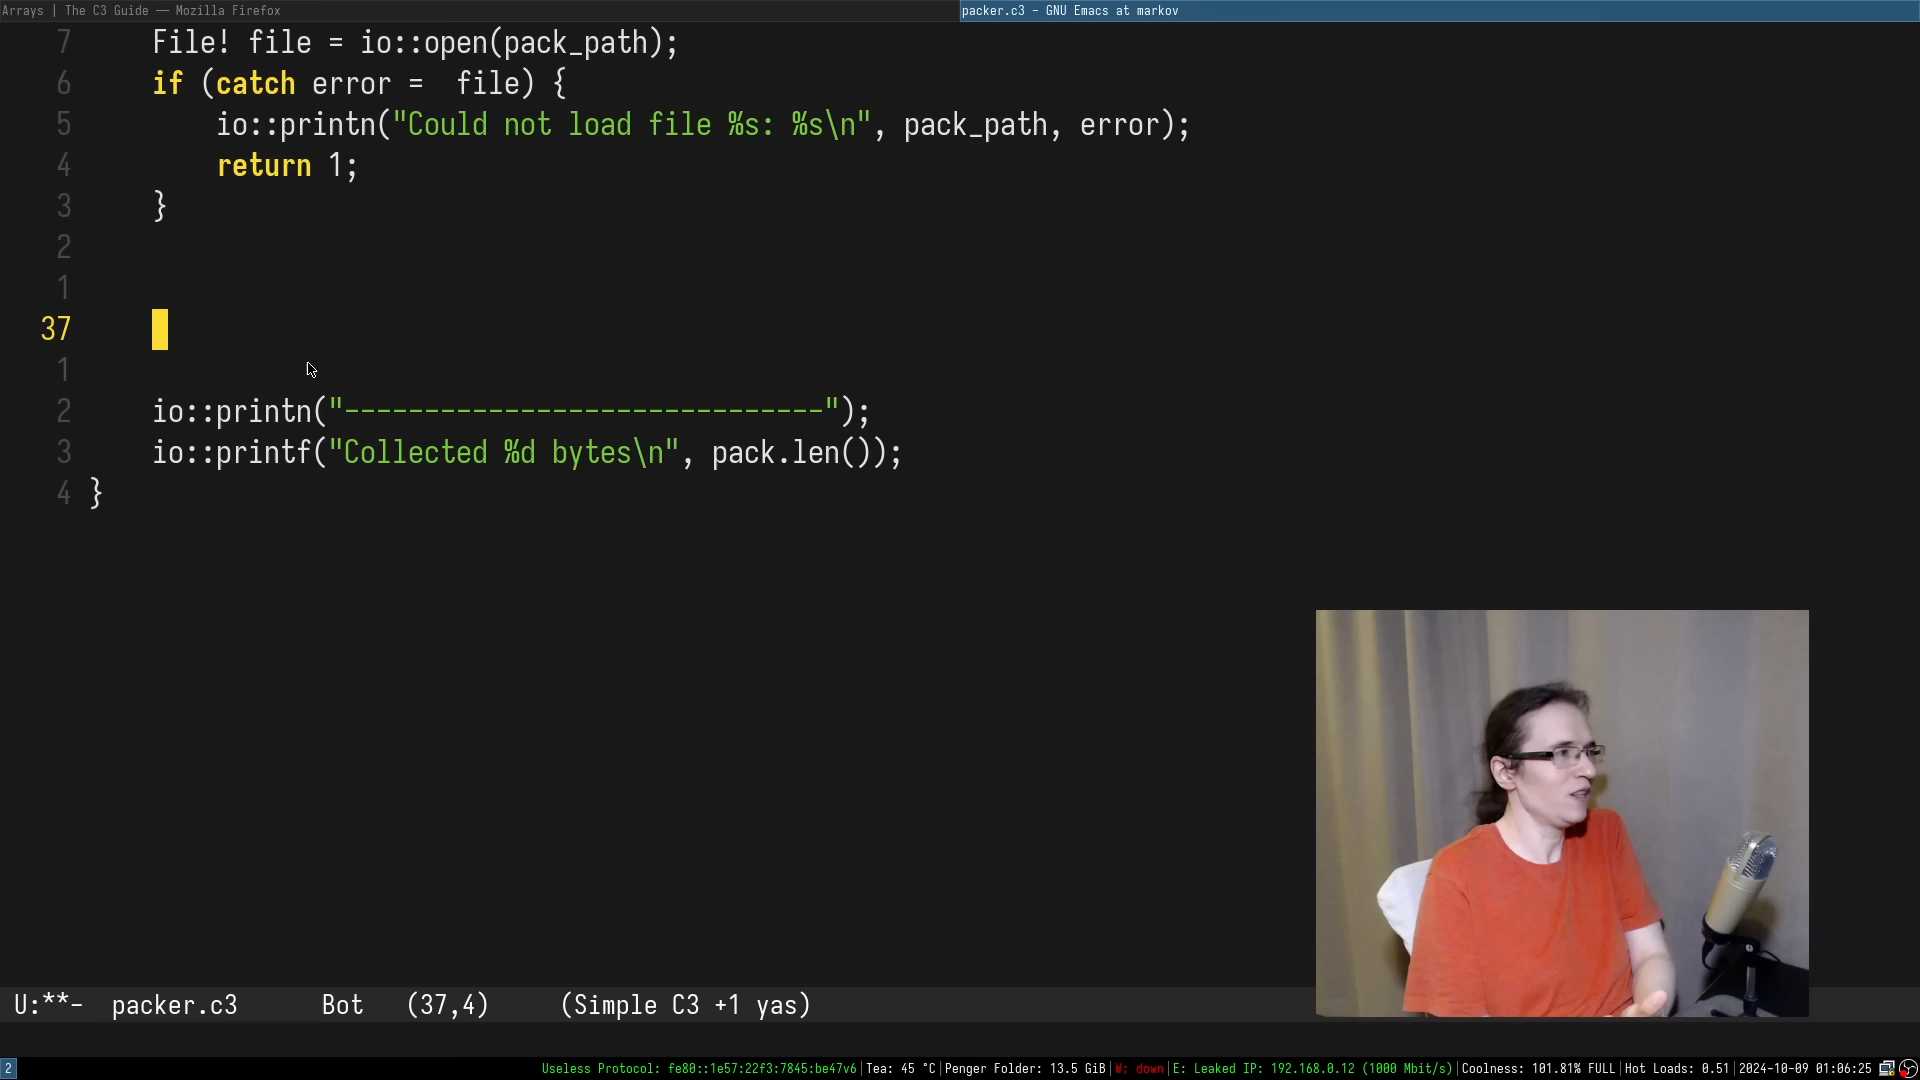 Arrays | The C3 Guide — Mozilla Firefox
packer.c3 - GNU Emacs at markov
7 File! file = io::open(pack_path);
6 if (catch error =  file) {
5 io::printn("Could not load file %s: %s\n", pack_path, error);
4 return 1;
3 }
2
1
37
1
2 io::printn("------------------------------");
3 io::printf("Collected %d bytes\n", pack.len());
4 }
U:**-  packer.c3      Bot   (37,4)     (Simple C3 +1 yas)
2 Useless Protocol: fe80::1e57:22f3:7845:be47v6|Tea: 45 °C|Penger Folder: 13.5 GiB|W: down|E: Leaked IP: 192.168.0.12 (1000 Mbit/s)|Coolness: 101.81% FULL|Hot Loads: 0.51|2024-10-09 01:06:25